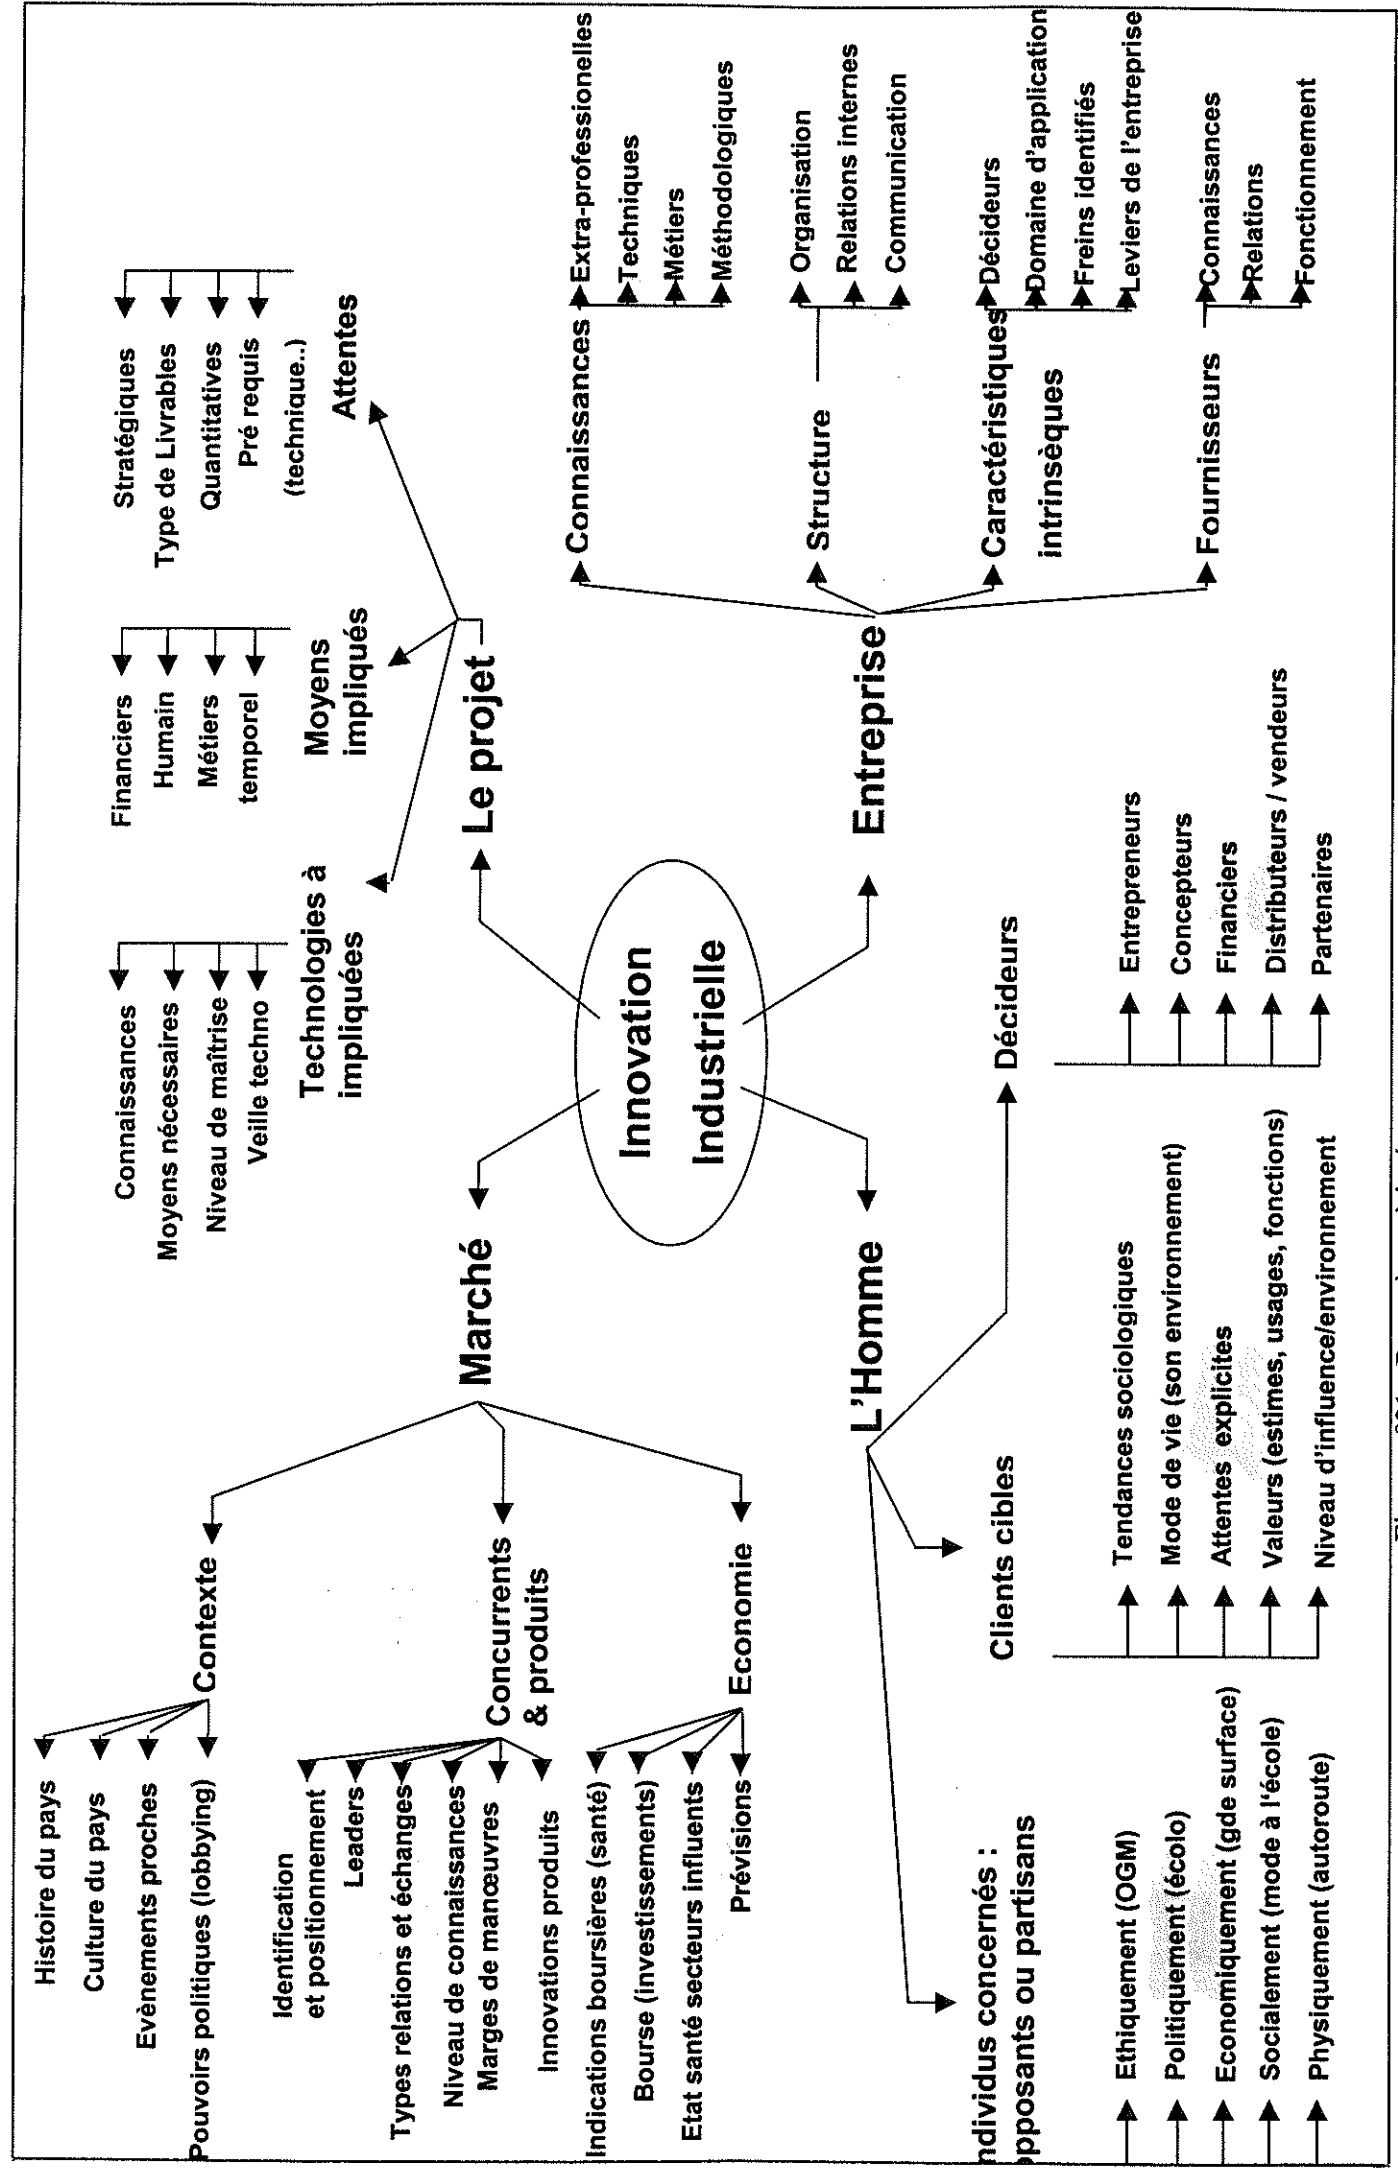 Histoire du pays
Culture du pays
Evènements proches
Pouvoirs politiques (lobbying)
Contexte
Identification
et positionnement
Leaders
Types relations et échanges
Niveau de connaissances
Marges de manœuvres
Innovations produits
Concurrents
& produits
Indications boursières (santé)
Bourse (investissements)
Etat santé secteurs influents
Prévisions
Economie
Marché
Connaissances
Moyens nécessaires
Niveau de maîtrise
Veille techno
Technologies à
impliquées
Financiers
Humain
Métiers
temporel
Moyens
impliqués
Stratégiques
Type de Livrables
Quantitatives
Pré requis
(technique..)
Attentes
Le projet
Innovation
Industrielle
Entreprise
Connaissances
Extra-professionelles
Techniques
Métiers
Méthodologiques
Structure
Organisation
Relations internes
Communication
Caractéristiques
intrinsèques
Décideurs
Domaine d'application
Freins identifiés
Leviers de l'entreprise
Fournisseurs
Connaissances
Relations
Fonctionnement
L'Homme
ndividus concernés :
pposants ou partisans
Ethiquement (OGM)
Politiquement (écolo)
Economiquement (gde surface)
Socialement (mode à l'école)
Physiquement (autoroute)
Clients cibles
Tendances sociologiques
Mode de vie (son environnement)
Attentes explicites
Valeurs (estimes, usages, fonctions)
Niveau d'influence/environnement
Décideurs
Entrepreneurs
Concepteurs
Financiers
Distributeurs / vendeurs
Partenaires